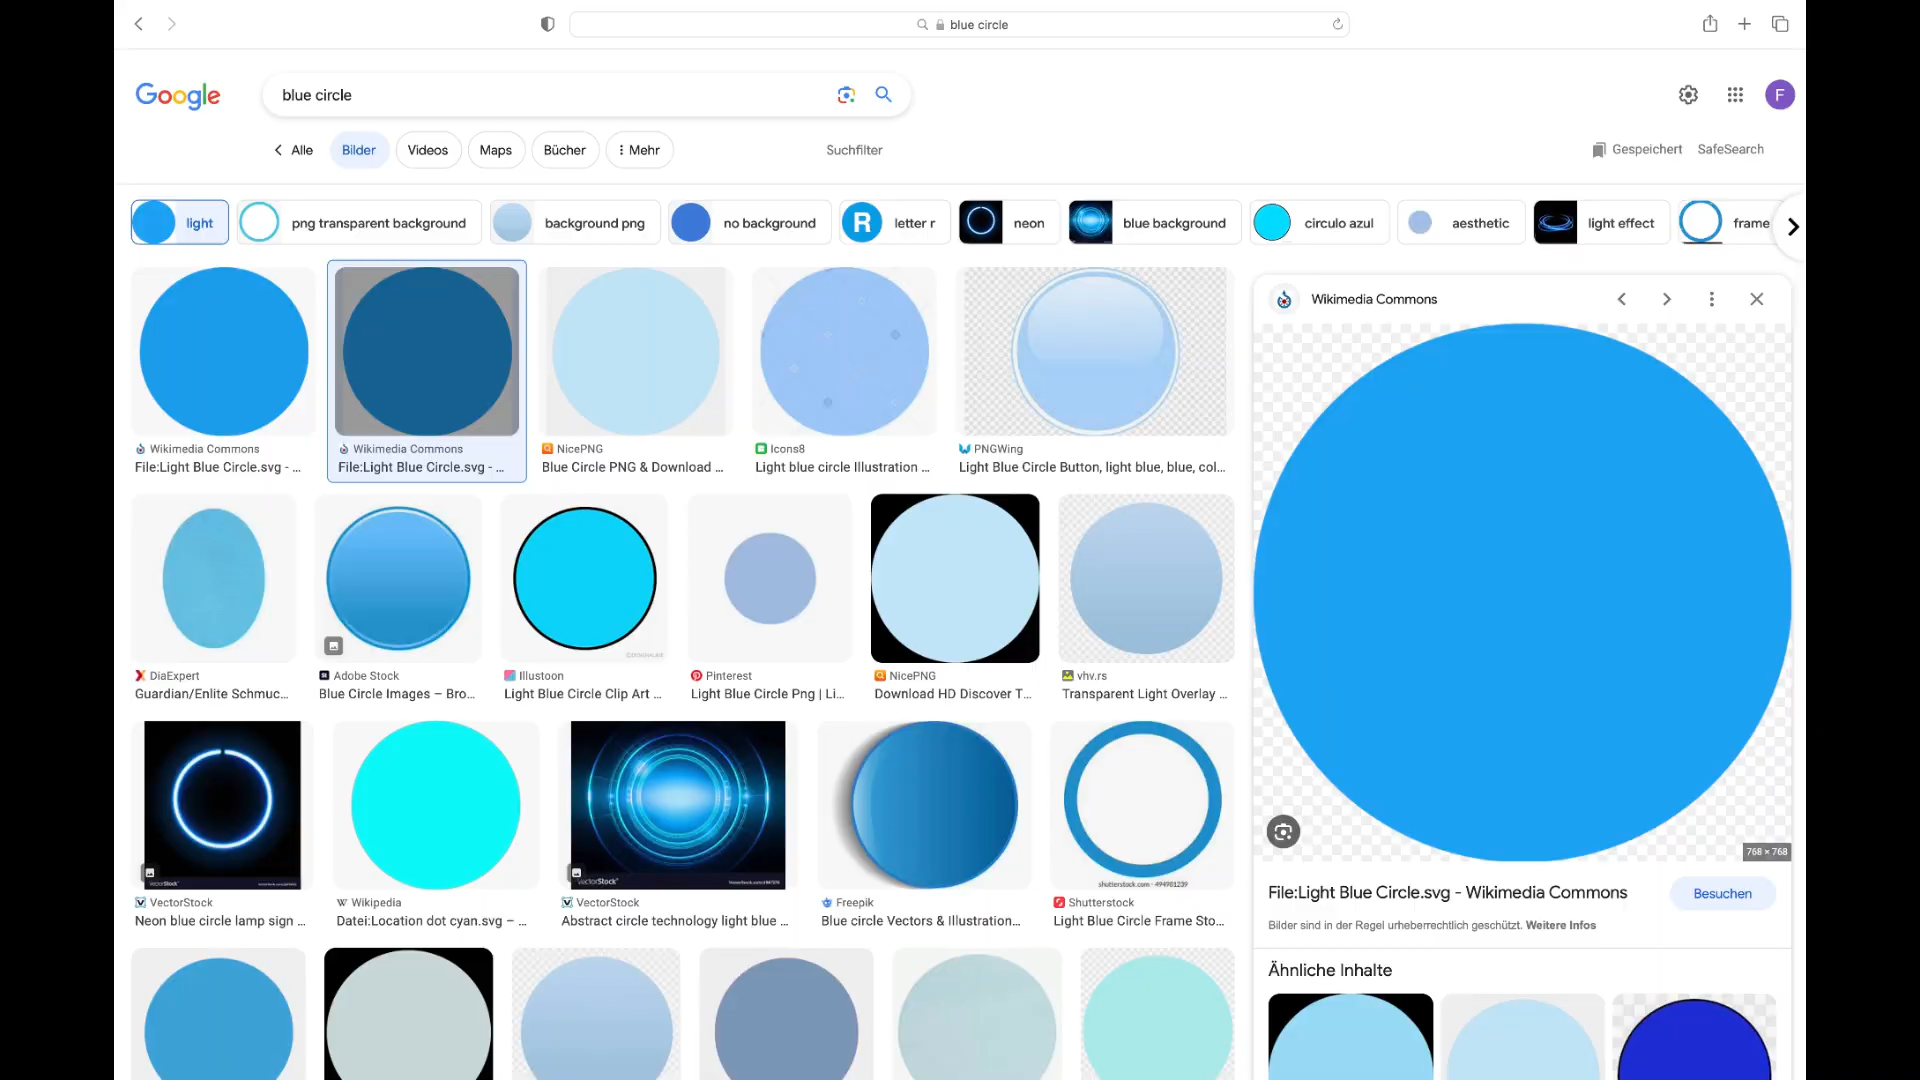 blue circle
Google
blue circle
F
Alle
Bilder
Videos
Maps
Bücher
Mehr
Suchfilter
Gespeichert
SafeSearch
light
png transparent background
background png
no background
R
letter r
neon
blue background
circulo azul
aesthetic
light effect
frame
Wikimedia Commons
File:Light Blue Circle.svg - ...
Wikimedia Commons
File:Light Blue Circle.svg - ...
NicePNG
Blue Circle PNG & Download ...
Icons8
Light blue circle Illustration ...
PNGWing
Light Blue Circle Button, light blue, blue, col...
DiaExpert
Guardian/Enlite Schmuc...
Adobe Stock
Blue Circle Images – Bro...
Illustoon
Light Blue Circle Clip Art ...
Pinterest
Light Blue Circle Png | Li...
NicePNG
Download HD Discover T...
vhv.rs
Transparent Light Overlay ...
VectorStock
VectorStock
Neon blue circle lamp sign ...
W Wikipedia
Datei:Location dot cyan.svg – ...
VectorStock
VectorStock
Abstract circle technology light blue ...
Freepik
Blue circle Vectors & Illustration...
shutterstock.com · 494981239
Shutterstock
Light Blue Circle Frame Sto...
Wikimedia Commons
768 × 768
File:Light Blue Circle.svg - Wikimedia Commons
Besuchen
Bilder sind in der Regel urheberrechtlich geschützt. Weitere Infos
Ähnliche Inhalte